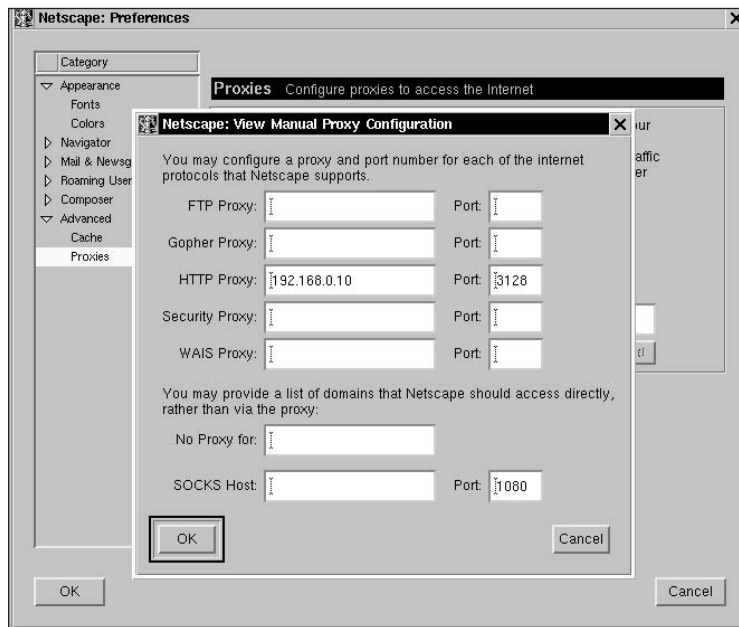 Netscape: Preferences
Category
Appearance
Fonts
Colors
Navigator
Mail & Newsg
Roaming User
Composer
Advanced
Cache
Proxies
Proxies Configure proxies to access the Internet
our
affic
er
Netscape: View Manual Proxy Configuration
You may configure a proxy and port number for each of the internet
protocols that Netscape supports.
FTP Proxy: Port:
Gopher Proxy: Port:
HTTP Proxy: 192.168.0.10 Port: 3128
Security Proxy: Port:
WAIS Proxy: Port:
You may provide a list of domains that Netscape should access directly,
rather than via the proxy:
No Proxy for:
SOCKS Host: Port: 1080
OK Cancel
OK Cancel